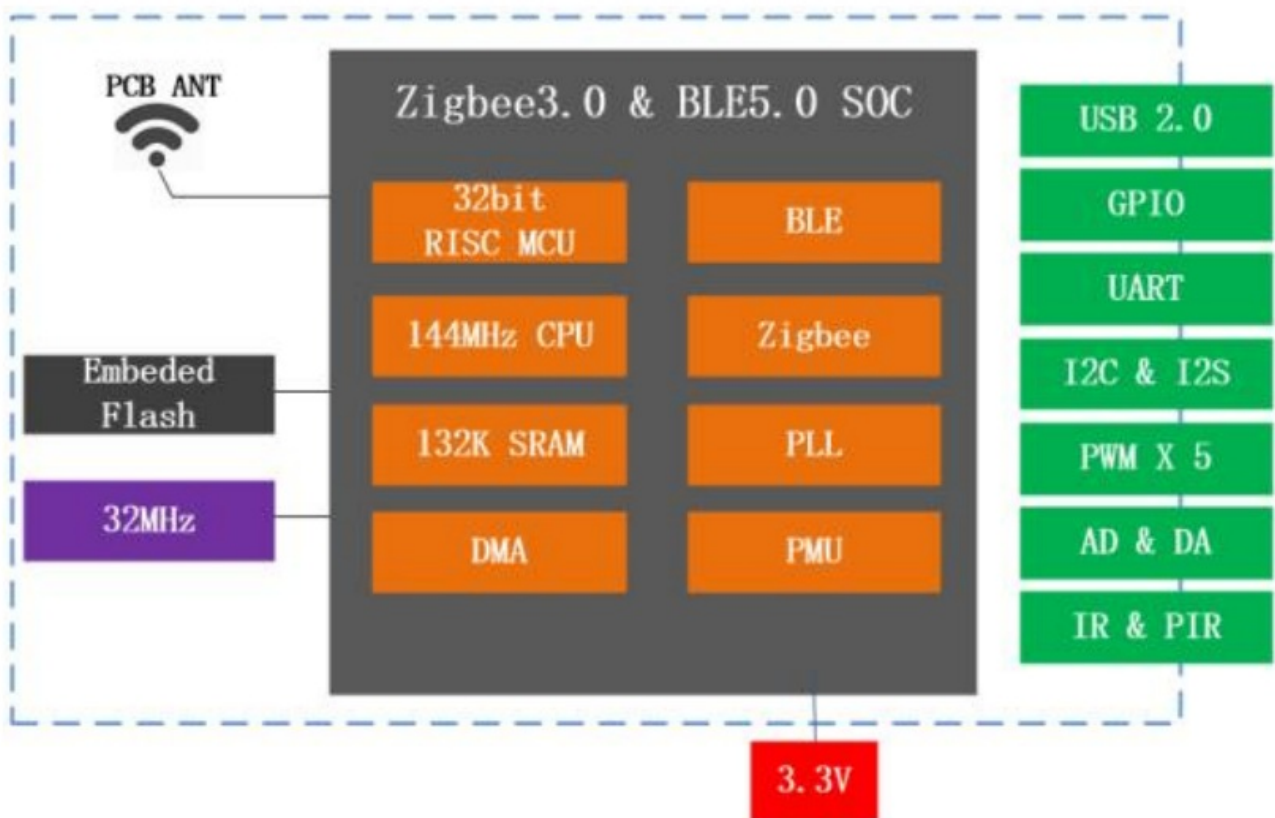 PCB ANT
Zigbee3.0 & BLE5.0 SOC
32bit
RISC MCU
BLE
144MHz CPU
Zigbee
132K SRAM
PLL
DMA
PMU
Embeded
Flash
32MHz
USB 2.0
GPIO
UART
I2C & I2S
PWM X 5
AD & DA
IR & PIR
3.3V